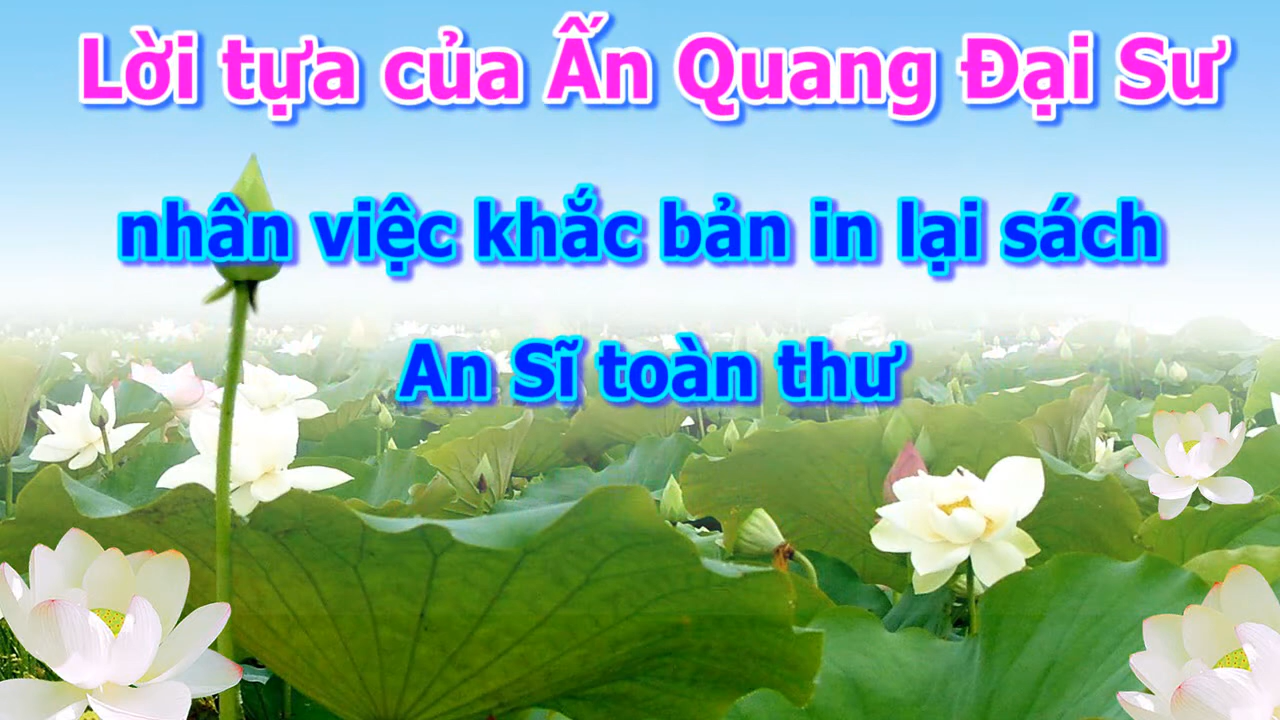 Lời tựa của Ấn Quang Đại Sư
nhân việc khắc bản in lại sách
An Sĩ toàn thư